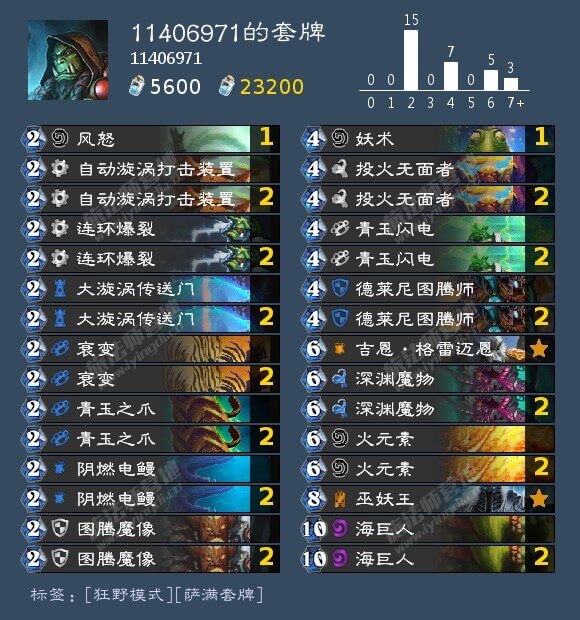 11406971的套牌
11406971
5600 23200
15
7
5
3
0 0 0 0
0 1 2 3 4 5 6 7+
2 风怒 1
2 自动漩涡打击装置
2 自动漩涡打击装置 2
2 连环爆裂
2 连环爆裂 2
2 大漩涡传送门
2 大漩涡传送门 2
2 衰变
2 衰变 2
2 青玉之爪
2 青玉之爪 2
2 阴燃电鳗
2 阴燃电鳗 2
2 图腾魔像
2 图腾魔像 2
4 妖术 1
4 投火无面者
4 投火无面者 2
4 青玉闪电
4 青玉闪电 2
4 德莱尼图腾师
4 德莱尼图腾师 2
6 吉恩·格雷迈恩
6 深渊魔物
6 深渊魔物 2
6 火元素
6 火元素 2
8 巫妖王
10 海巨人
10 海巨人 2
标签：[狂野模式][萨满套牌]